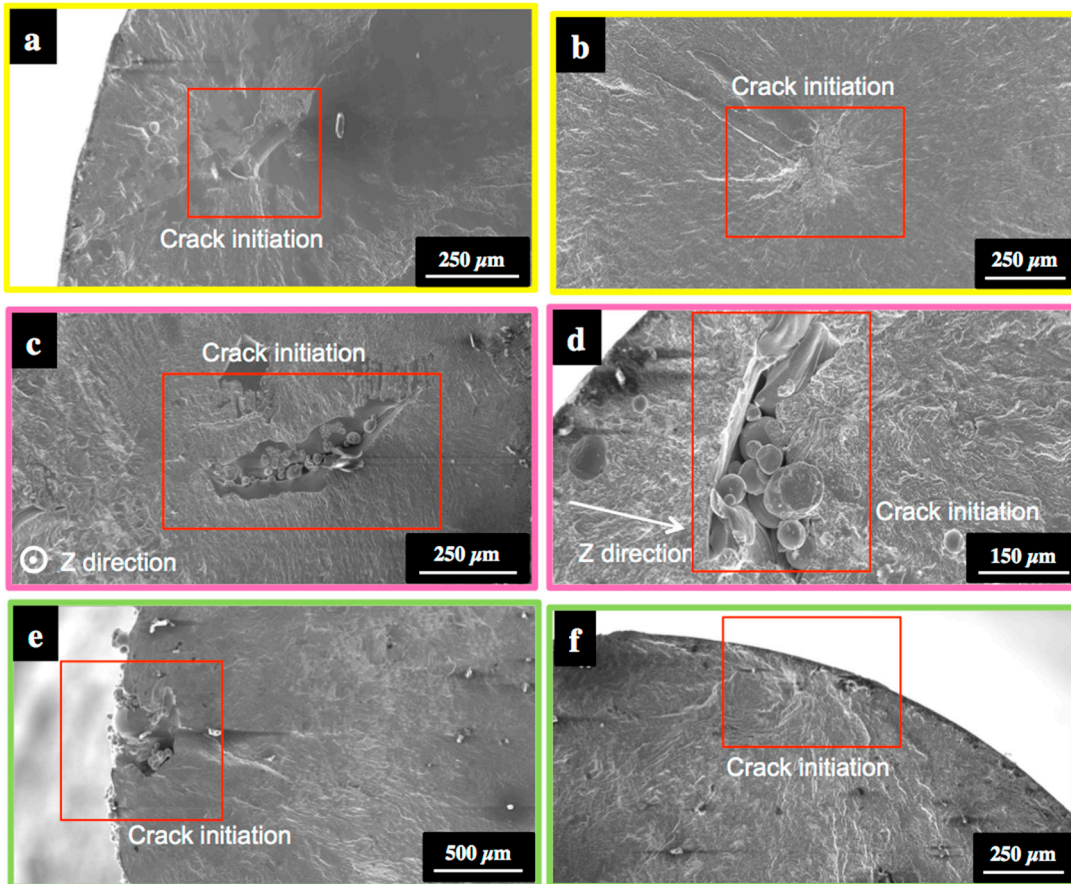 a
Crack initiation
250 µm
b
Crack initiation
250 µm
c
Crack initiation
Z direction
250 µm
d
Z direction
Crack initiation
150 µm
e
Crack initiation
500 µm
f
Crack initiation
250 µm